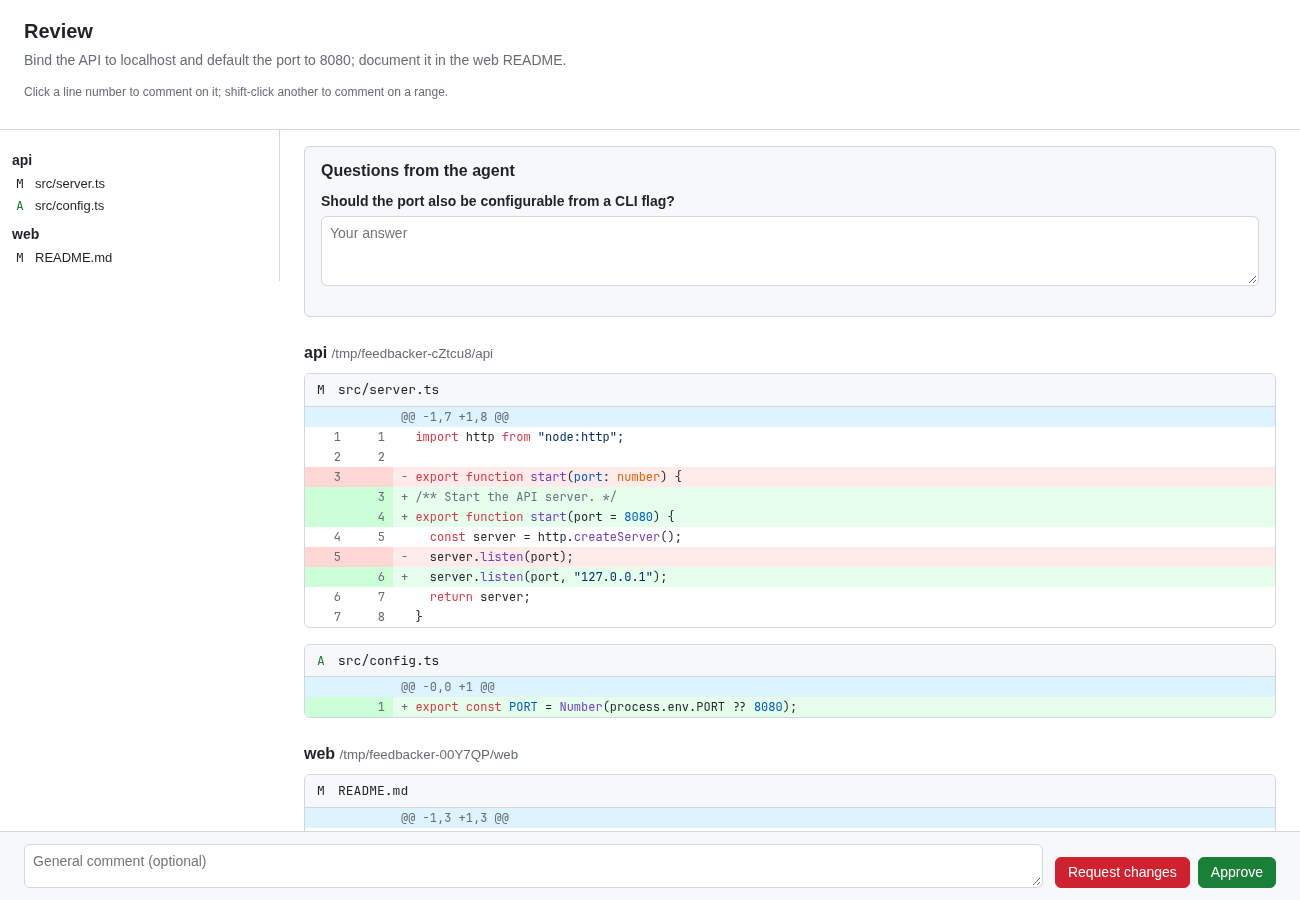 Review
Bind the API to localhost and default the port to 8080; document it in the web README.
Click a line number to comment on it; shift-click another to comment on a range.
api
M src/server.ts
A src/config.ts
web
M README.md
Questions from the agent
Should the port also be configurable from a CLI flag?
Your answer
api /tmp/feedbacker-cZtcu8/api
M src/server.ts
@@ -1,7 +1,8 @@
1 1 import http from "node:http";
2 2
3 - export function start(port: number) {
3 + /** Start the API server. */
4 + export function start(port = 8080) {
4 5 const server = http.createServer();
5 - server.listen(port);
6 + server.listen(port, "127.0.0.1");
6 7 return server;
7 8 }
A src/config.ts
@@ -0,0 +1 @@
1 + export const PORT = Number(process.env.PORT ?? 8080);
web /tmp/feedbacker-00Y7QP/web
M README.md
@@ -1,3 +1,3 @@
General comment (optional)
Request changes
Approve